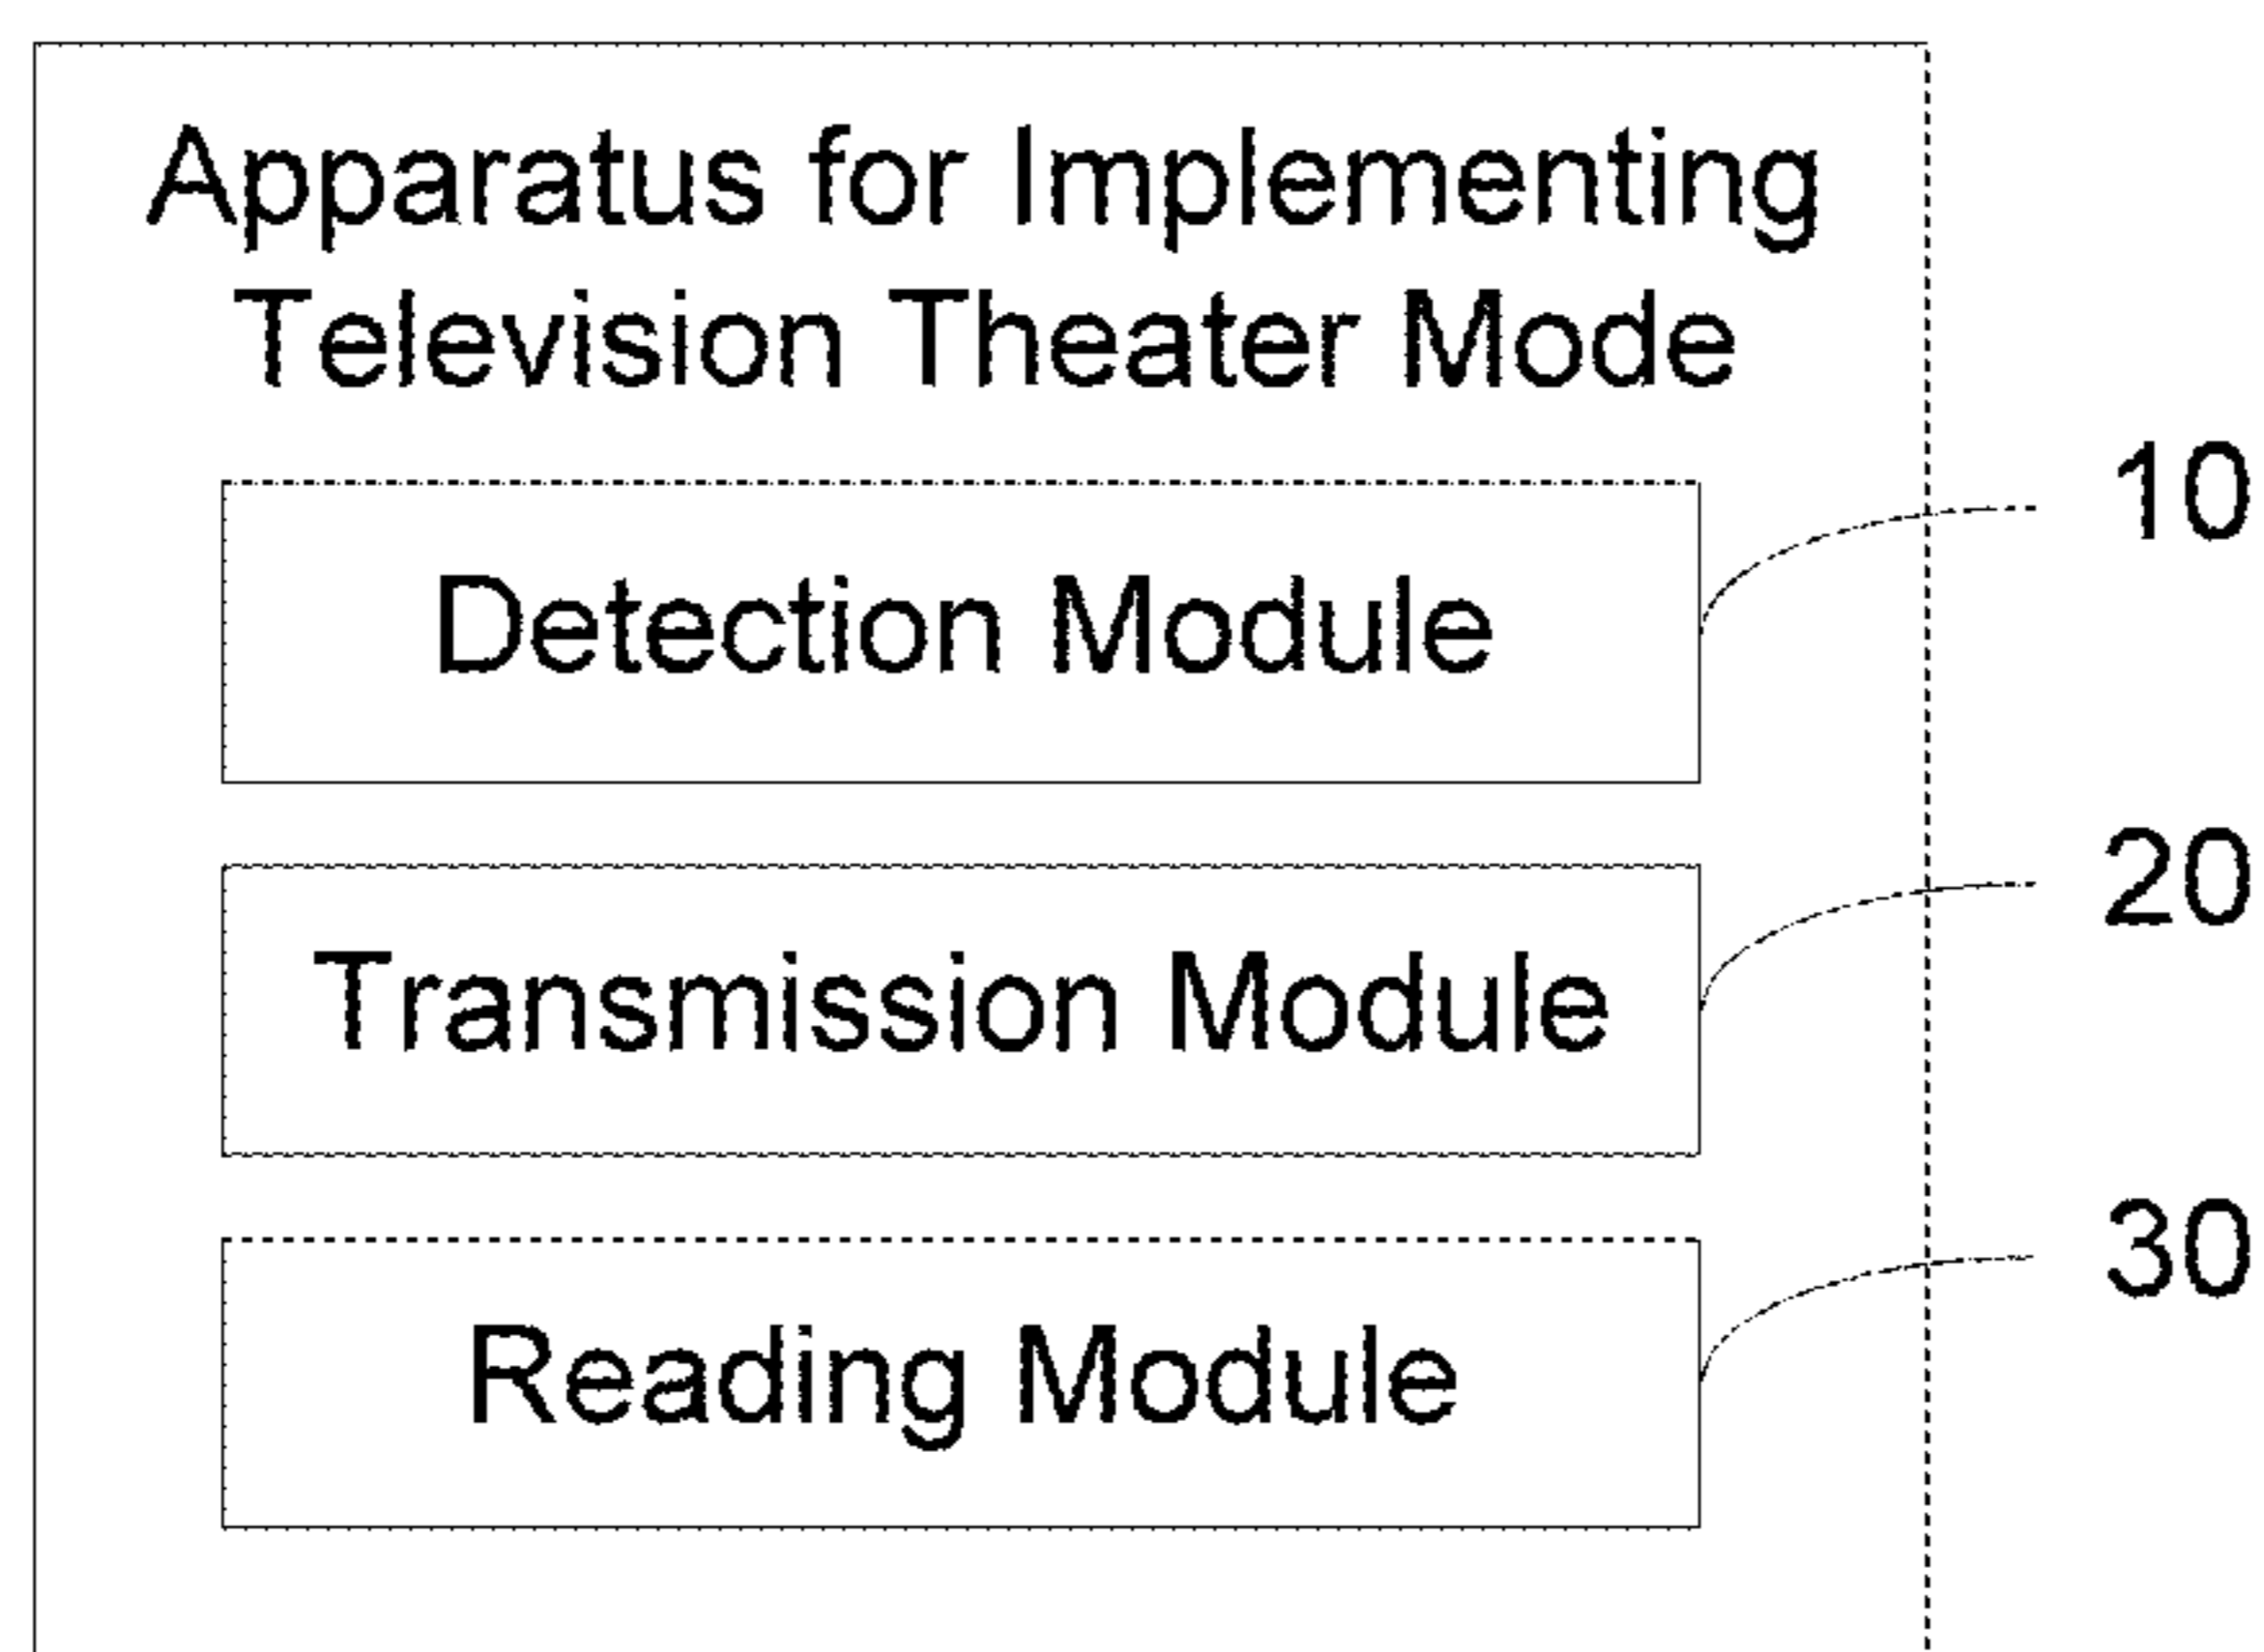 Apparatus for Implementing
Television Theater Mode
10
Detection Module
20
Transmission Module
30
Reading Module